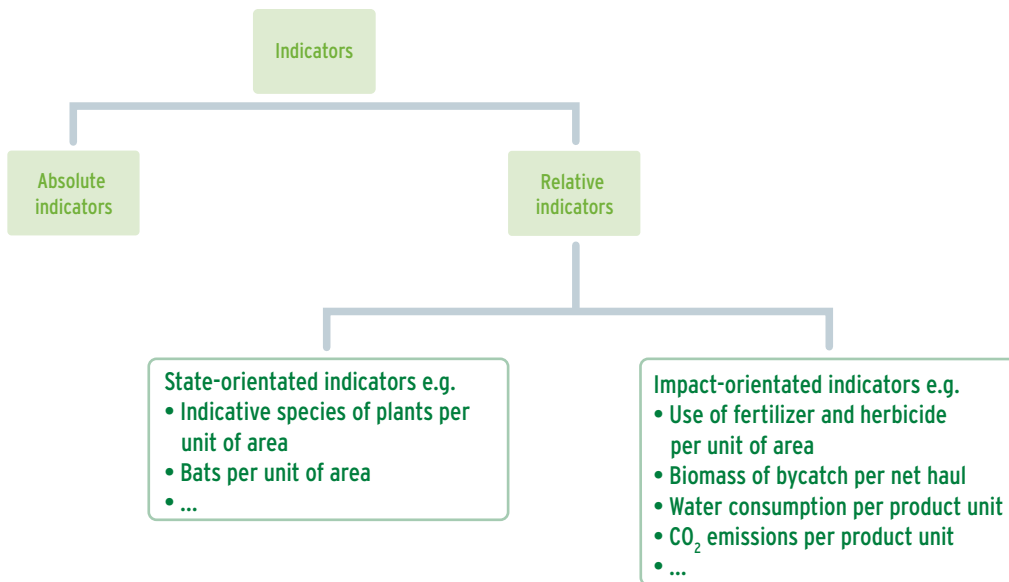 Indicators
Absolute
indicators
Relative
indicators
State-orientated indicators e.g.
• Indicative species of plants per
unit of area
• Bats per unit of area
• ...
Impact-orientated indicators e.g.
• Use of fertilizer and herbicide
per unit of area
• Biomass of bycatch per net haul
• Water consumption per product unit
• CO₂ emissions per product unit
• ...